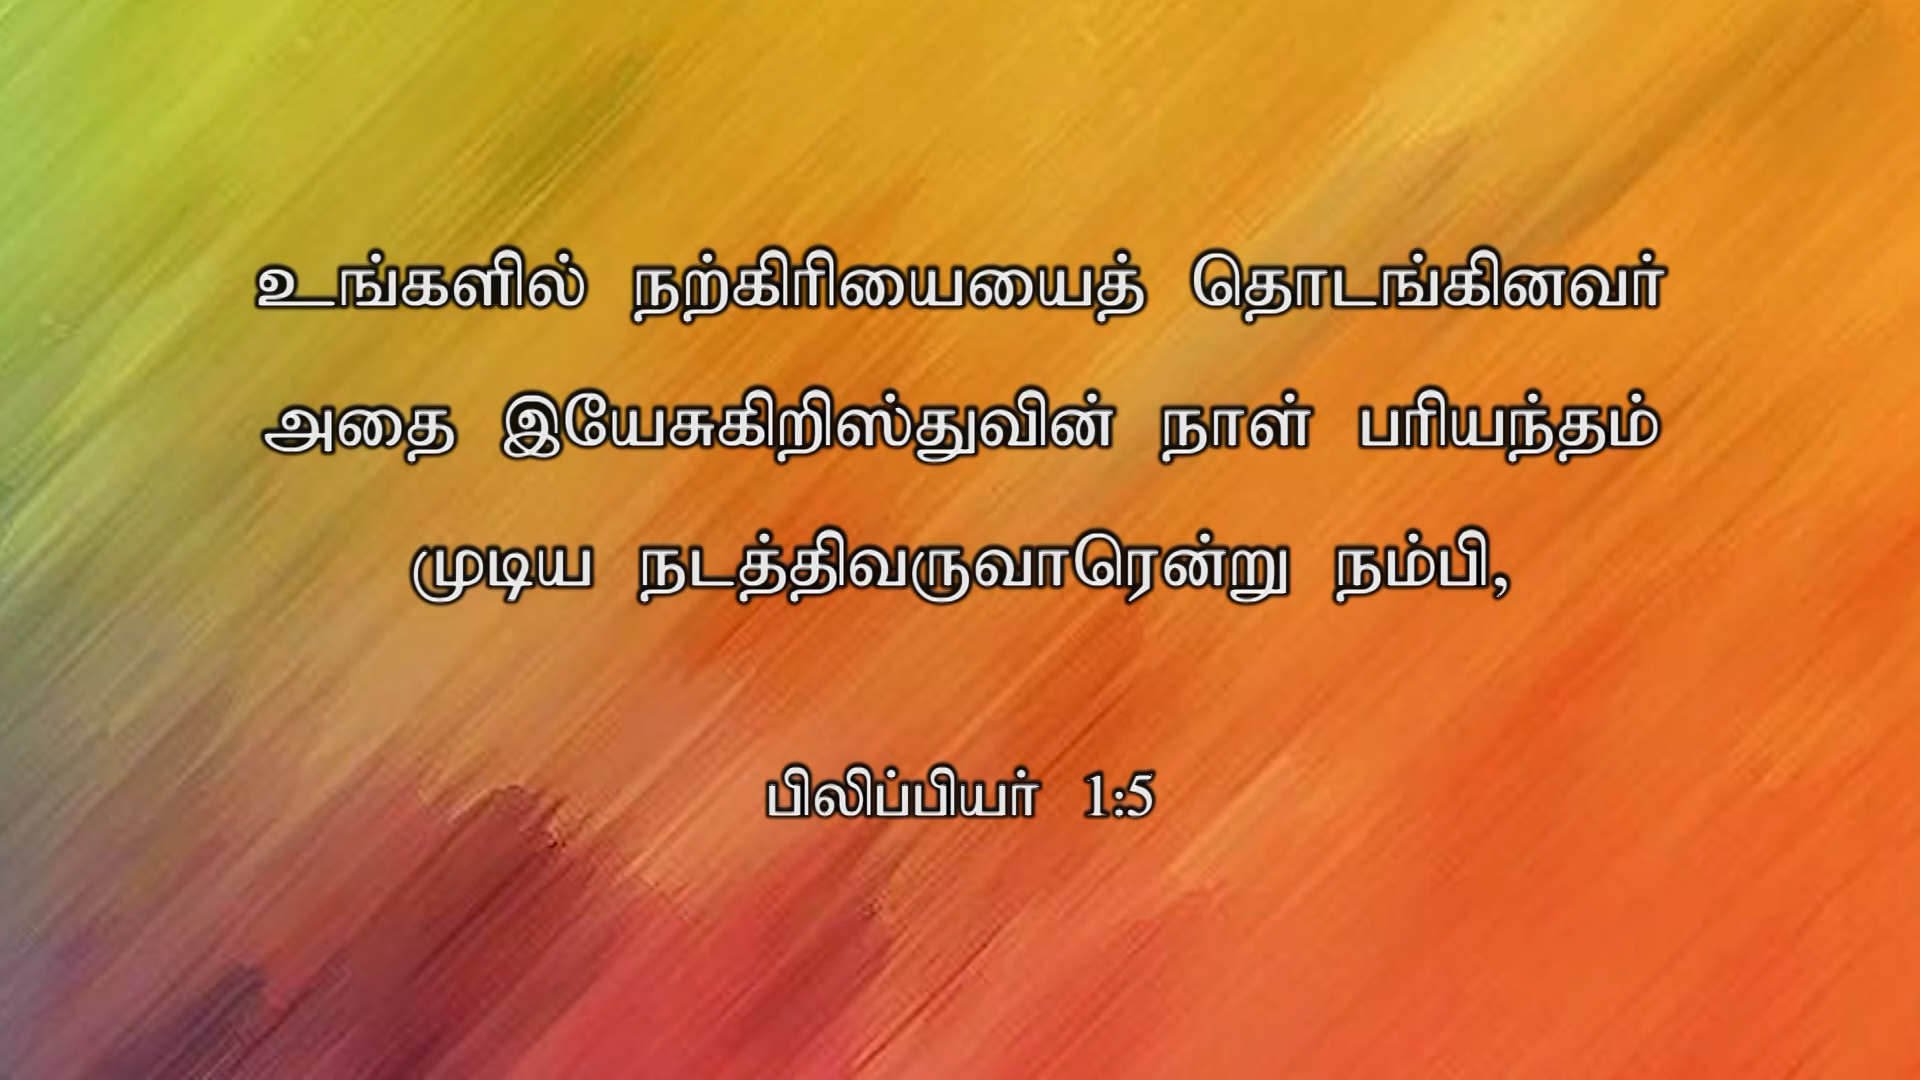 உங்களில் நற்கிரியையைத் தொடங்கினவர்
அதை இயேசுகிறிஸ்துவின் நாள் பரியந்தம்
முடிய நடத்திவருவாரென்று நம்பி,
பிலிப்பியர் 1:5